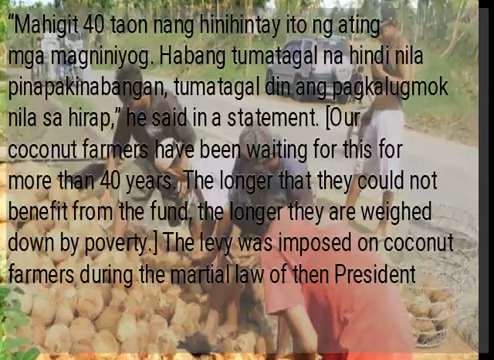 “Mahigit 40 taon nang hinihintay ito ng ating
mga magniniyog. Habang tumatagal na hindi nila
pinapakinabangan, tumatagal din ang pagkalugmok
nila sa hirap,” he said in a statement. [Our
coconut farmers have been waiting for this for
more than 40 years. The longer that they could not
benefit from the fund, the longer they are weighed
down by poverty.] The levy was imposed on coconut
farmers during the martial law of then President